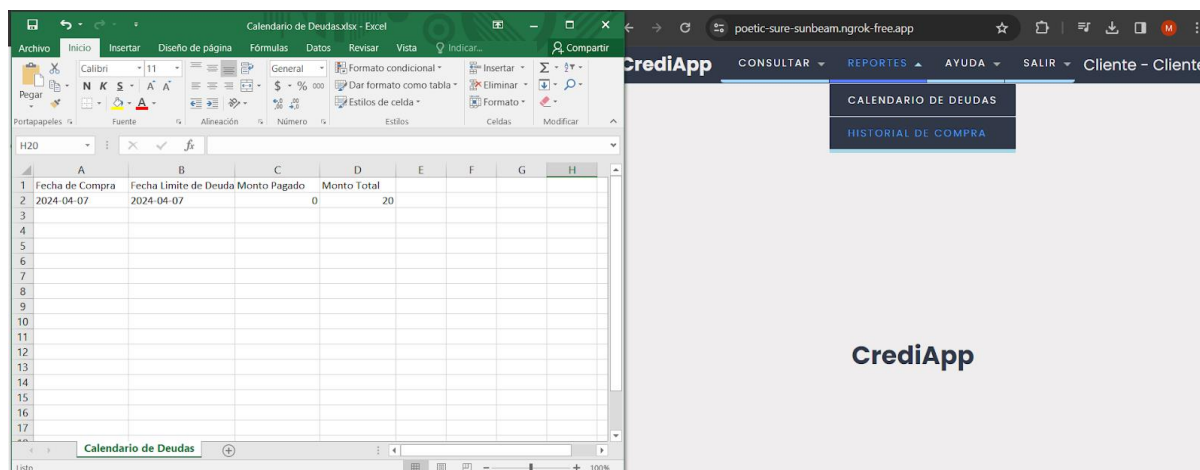 Calendario de Deudas.xlsx - Excel
Archivo Inicio Insertar Diseño de página Fórmulas Datos Revisar Vista Indicar... Compartir
Pegar
Calibri 11
N K S
General
$ - % 000
Formato condicional
Dar formato como tabla
Estilos de celda
Insertar
Eliminar
Formato
Portapapeles Fuente Alineación Número Estilos Celdas Modificar
H20 fx
A B C D E F G H
1 Fecha de Compra Fecha Limite de Deuda Monto Pagado Monto Total
2 2024-04-07 2024-04-07 0 20
3
4
5
6
7
8
9
10
11
12
13
14
15
16
17
Calendario de Deudas
Listo 100%
poetic-sure-sunbeam.ngrok-free.app M
CrediApp CONSULTAR REPORTES AYUDA SALIR Cliente - Cliente
CALENDARIO DE DEUDAS
HISTORIAL DE COMPRA
CrediApp